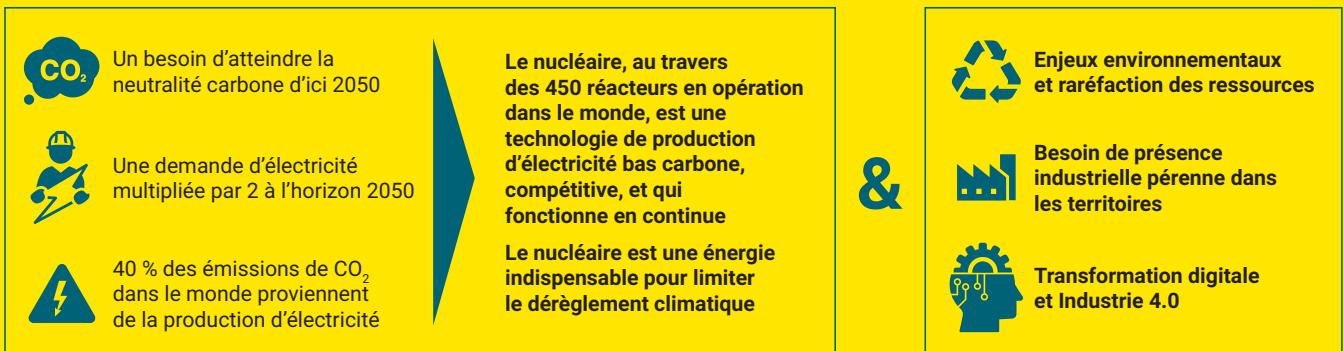 CO2
Un besoin d’atteindre la
neutralité carbone d’ici 2050
Une demande d’électricité
multipliée par 2 à l’horizon 2050
40 % des émissions de CO2
dans le monde proviennent
de la production d’électricité
Le nucléaire, au travers
des 450 réacteurs en opération
dans le monde, est une
technologie de production
d’électricité bas carbone,
compétitive, et qui
fonctionne en continue
Le nucléaire est une énergie
indispensable pour limiter
le dérèglement climatique
&
Enjeux environnementaux
et raréfaction des ressources
Besoin de présence
industrielle pérenne dans
les territoires
Transformation digitale
et Industrie 4.0